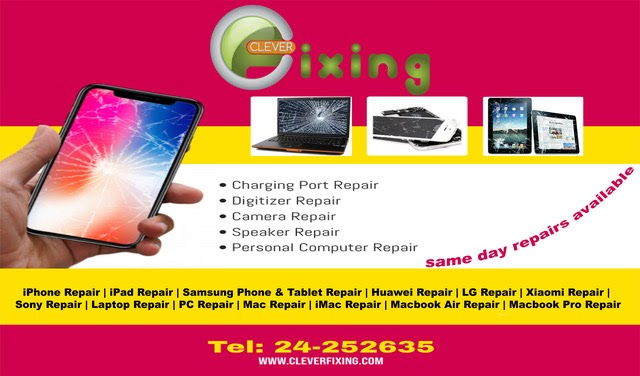 CLEVER
Fixing
• Charging Port Repair
• Digitizer Repair
• Camera Repair
• Speaker Repair
• Personal Computer Repair
same day repairs available
iPhone Repair | iPad Repair | Samsung Phone & Tablet Repair | Huawei Repair | LG Repair | Xiaomi Repair |
Sony Repair | Laptop Repair | PC Repair | Mac Repair | iMac Repair | Macbook Air Repair | Macbook Pro Repair
Tel: 24-252635
WWW.CLEVERFIXING.COM